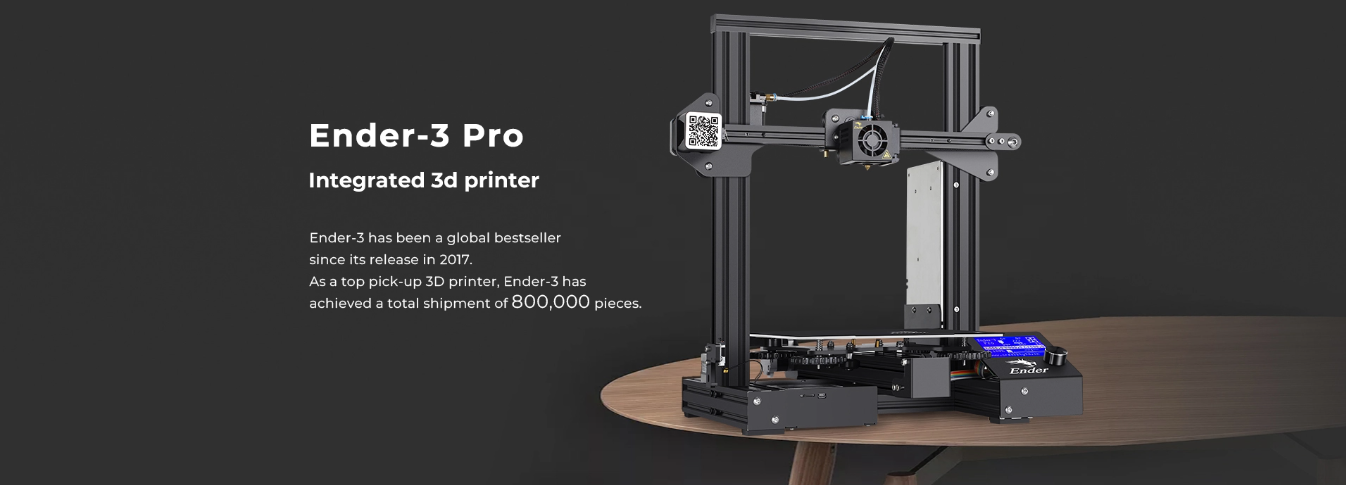 Ender-3 Pro
Integrated 3d printer
Ender-3 has been a global bestseller
since its release in 2017.
As a top pick-up 3D printer, Ender-3 has
achieved a total shipment of 800,000 pieces.
Ender